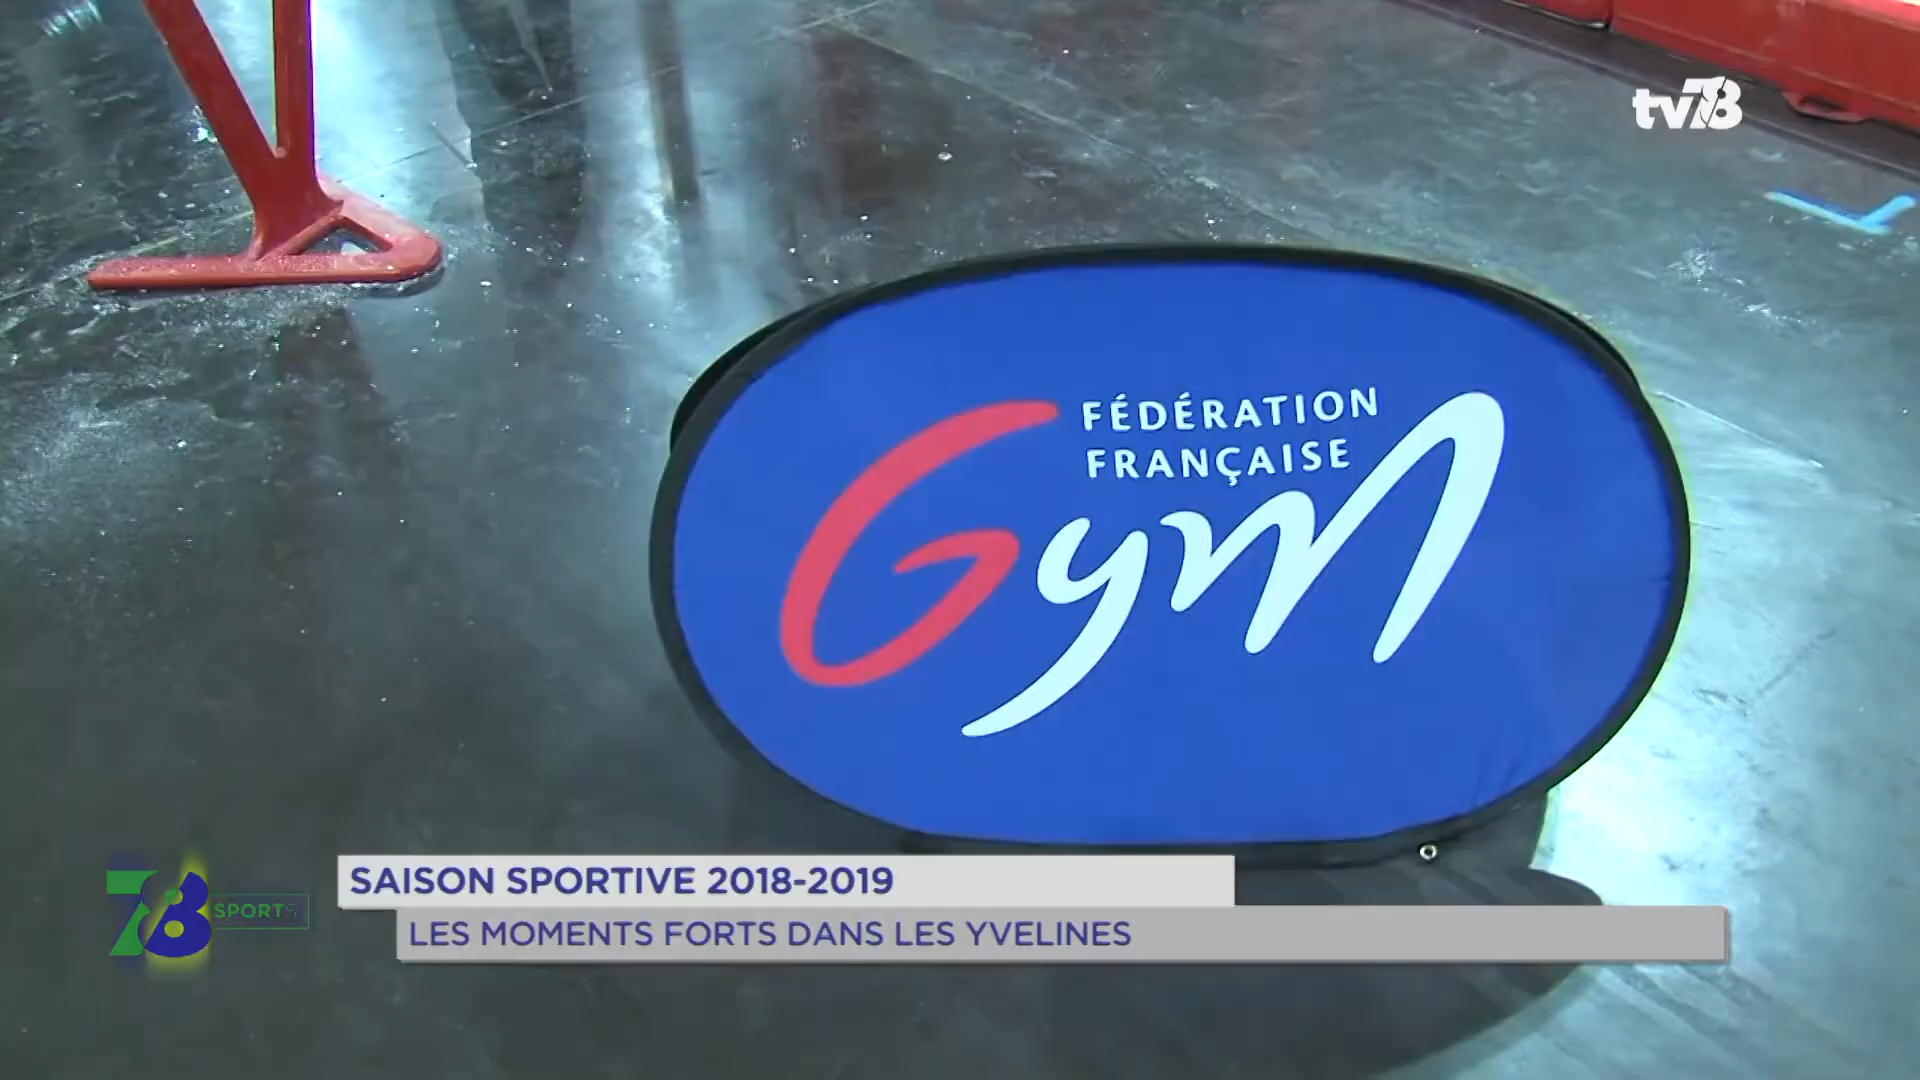 tv78
FÉDÉRATION
FRANÇAISE
Gym
SAISON SPORTIVE 2018-2019
78 SPORTS
LES MOMENTS FORTS DANS LES YVELINES